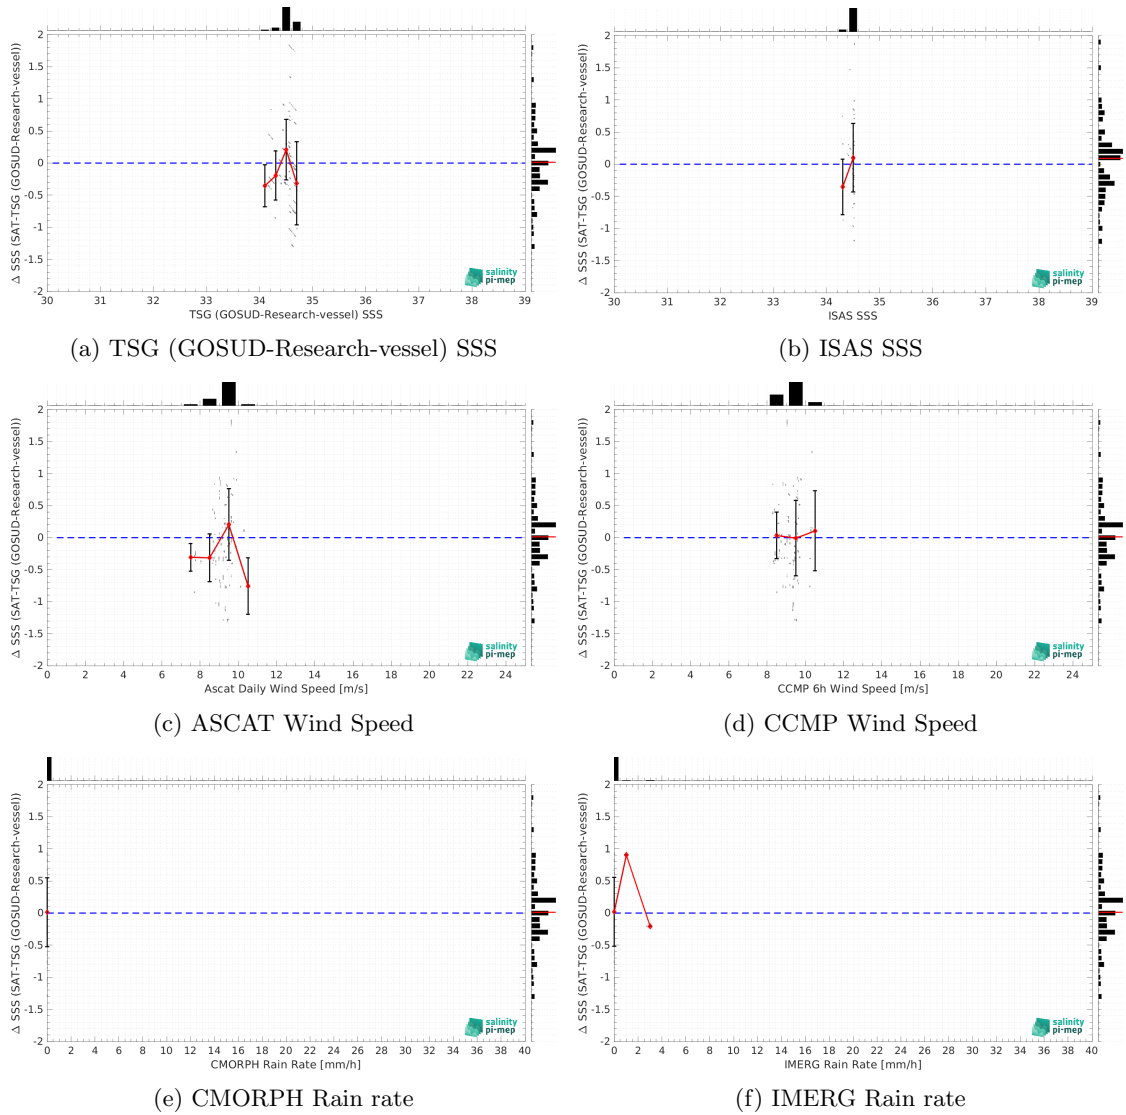 Δ SSS (SAT-TSG (GOSUD-Research-vessel))
2
1.5
1
0.5
0
-0.5
-1
-1.5
-2
salinity
pi-mep
30 31 32 33 34 35 36 37 38 39
TSG (GOSUD-Research-vessel) SSS
(a) TSG (GOSUD-Research-vessel) SSS
Δ SSS (SAT-TSG (GOSUD-Research-vessel))
2
1.5
1
0.5
0
-0.5
-1
-1.5
-2
salinity
pi-mep
30 31 32 33 34 35 36 37 38 39
ISAS SSS
(b) ISAS SSS
Δ SSS (SAT-TSG (GOSUD-Research-vessel))
2
1.5
1
0.5
0
-0.5
-1
-1.5
-2
salinity
pi-mep
0 2 4 6 8 10 12 14 16 18 20 22 24
Ascat Daily Wind Speed [m/s]
(c) ASCAT Wind Speed
Δ SSS (SAT-TSG (GOSUD-Research-vessel))
2
1.5
1
0.5
0
-0.5
-1
-1.5
-2
salinity
pi-mep
0 2 4 6 8 10 12 14 16 18 20 22 24
CCMP 6h Wind Speed [m/s]
(d) CCMP Wind Speed
Δ SSS (SAT-TSG (GOSUD-Research-vessel))
2
1.5
1
0.5
0
-0.5
-1
-1.5
-2
salinity
pi-mep
0 2 4 6 8 10 12 14 16 18 20 22 24 26 28 30 32 34 36 38 40
CMORPH Rain Rate [mm/h]
(e) CMORPH Rain rate
Δ SSS (SAT-TSG (GOSUD-Research-vessel))
2
1.5
1
0.5
0
-0.5
-1
-1.5
-2
salinity
pi-mep
0 2 4 6 8 10 12 14 16 18 20 22 24 26 28 30 32 34 36 38 40
IMERG Rain Rate [mm/h]
(f) IMERG Rain rate